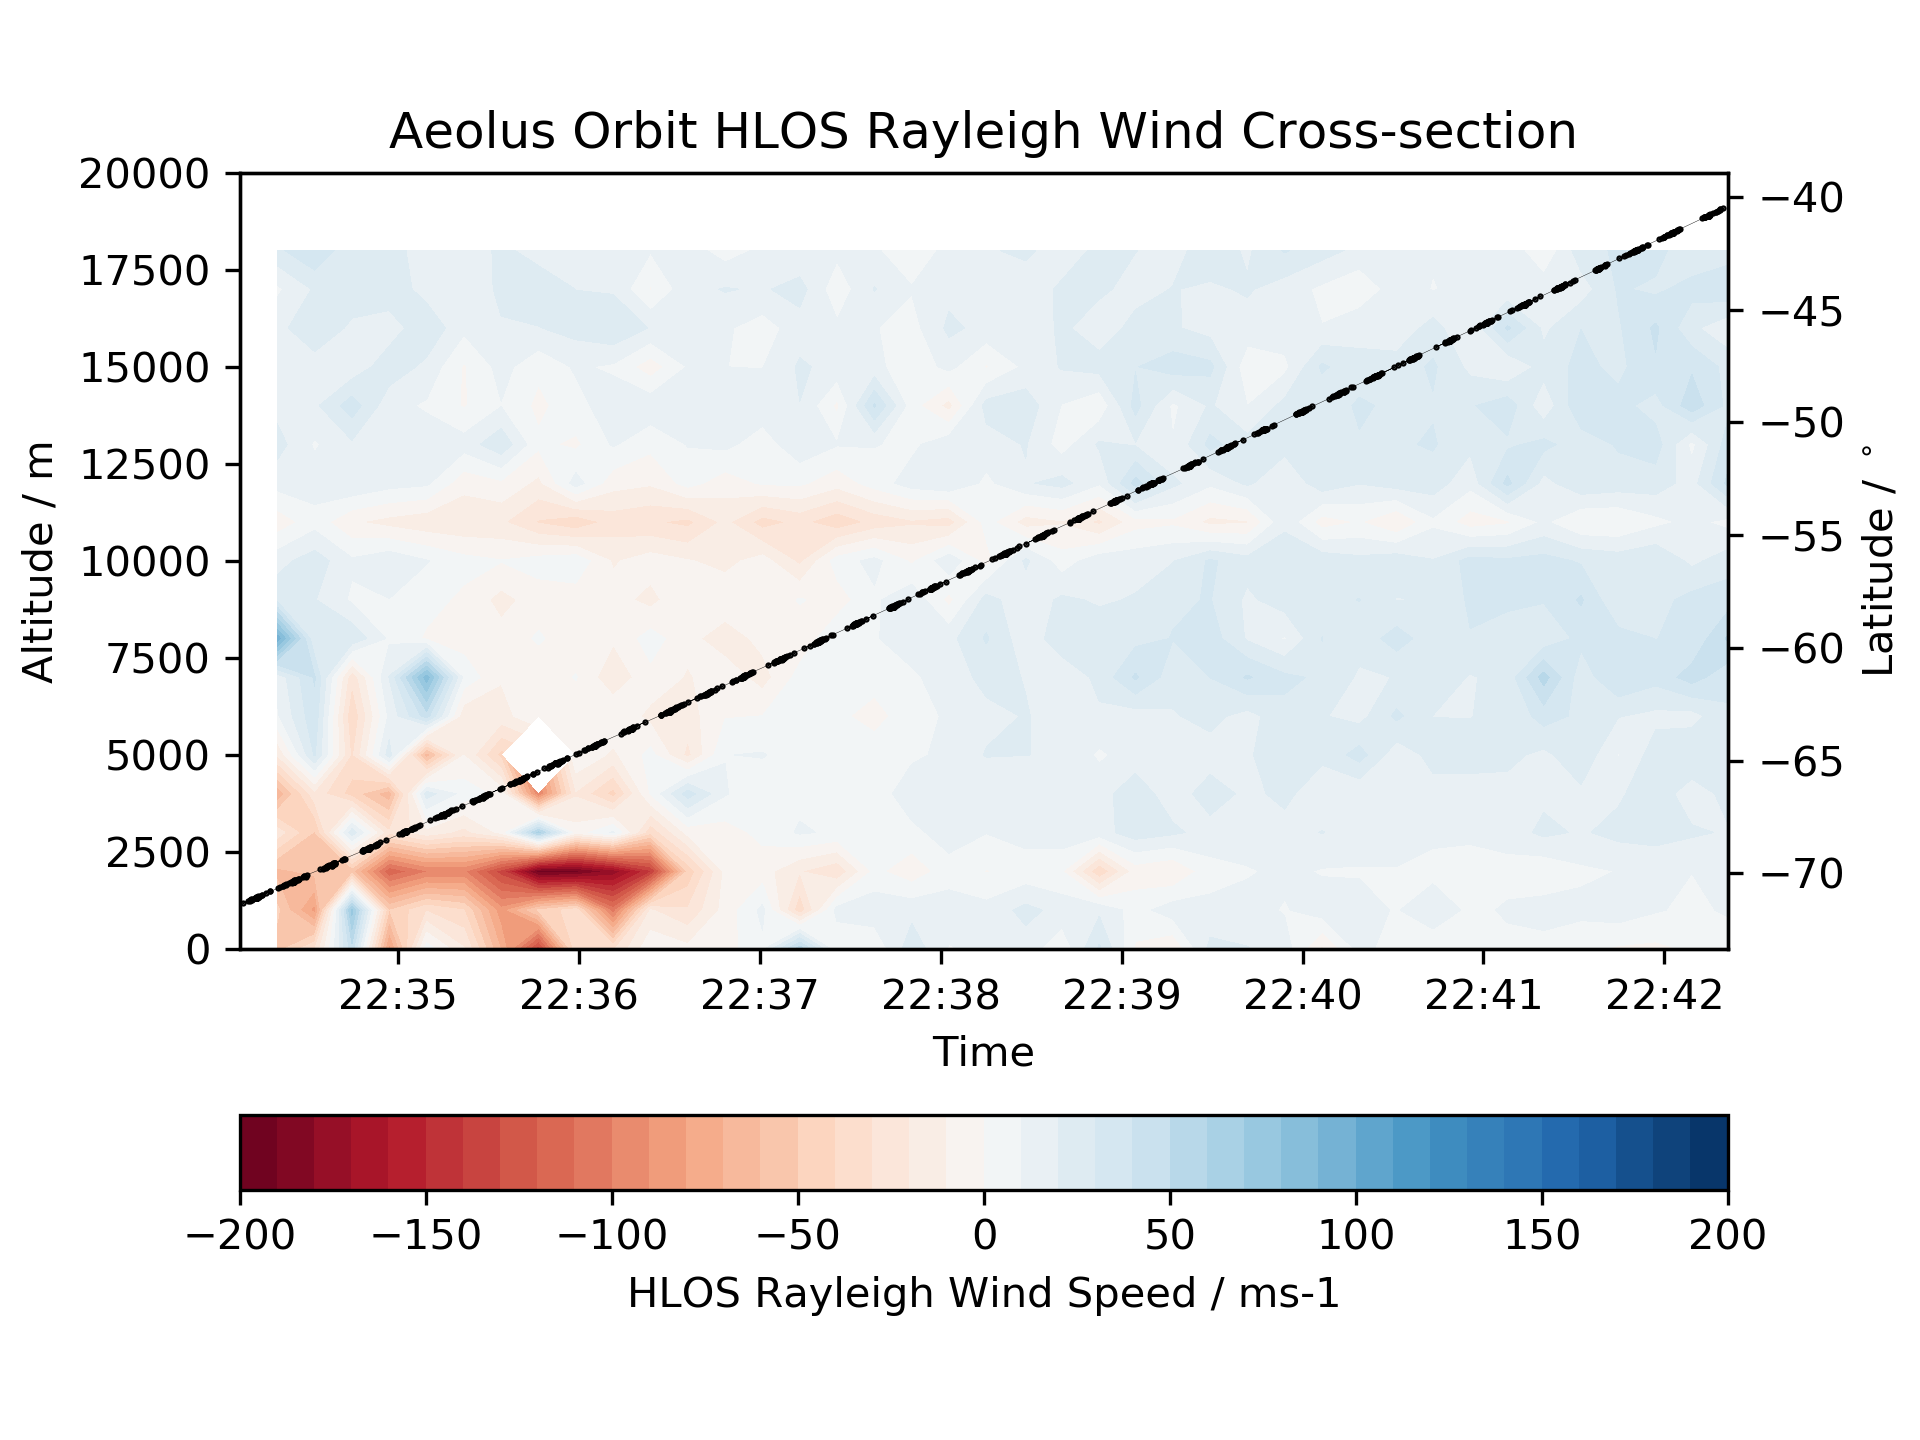 Aeolus Orbit HLOS Rayleigh Wind Cross-section
20000
17500
15000
12500
10000
7500
5000
2500
0
Altitude / m
−40
−45
−50
−55
−60
−65
−70
Latitude / °
22:35 22:36 22:37 22:38 22:39 22:40 22:41 22:42
Time
−200 −150 −100 −50 0 50 100 150 200
HLOS Rayleigh Wind Speed / ms-1